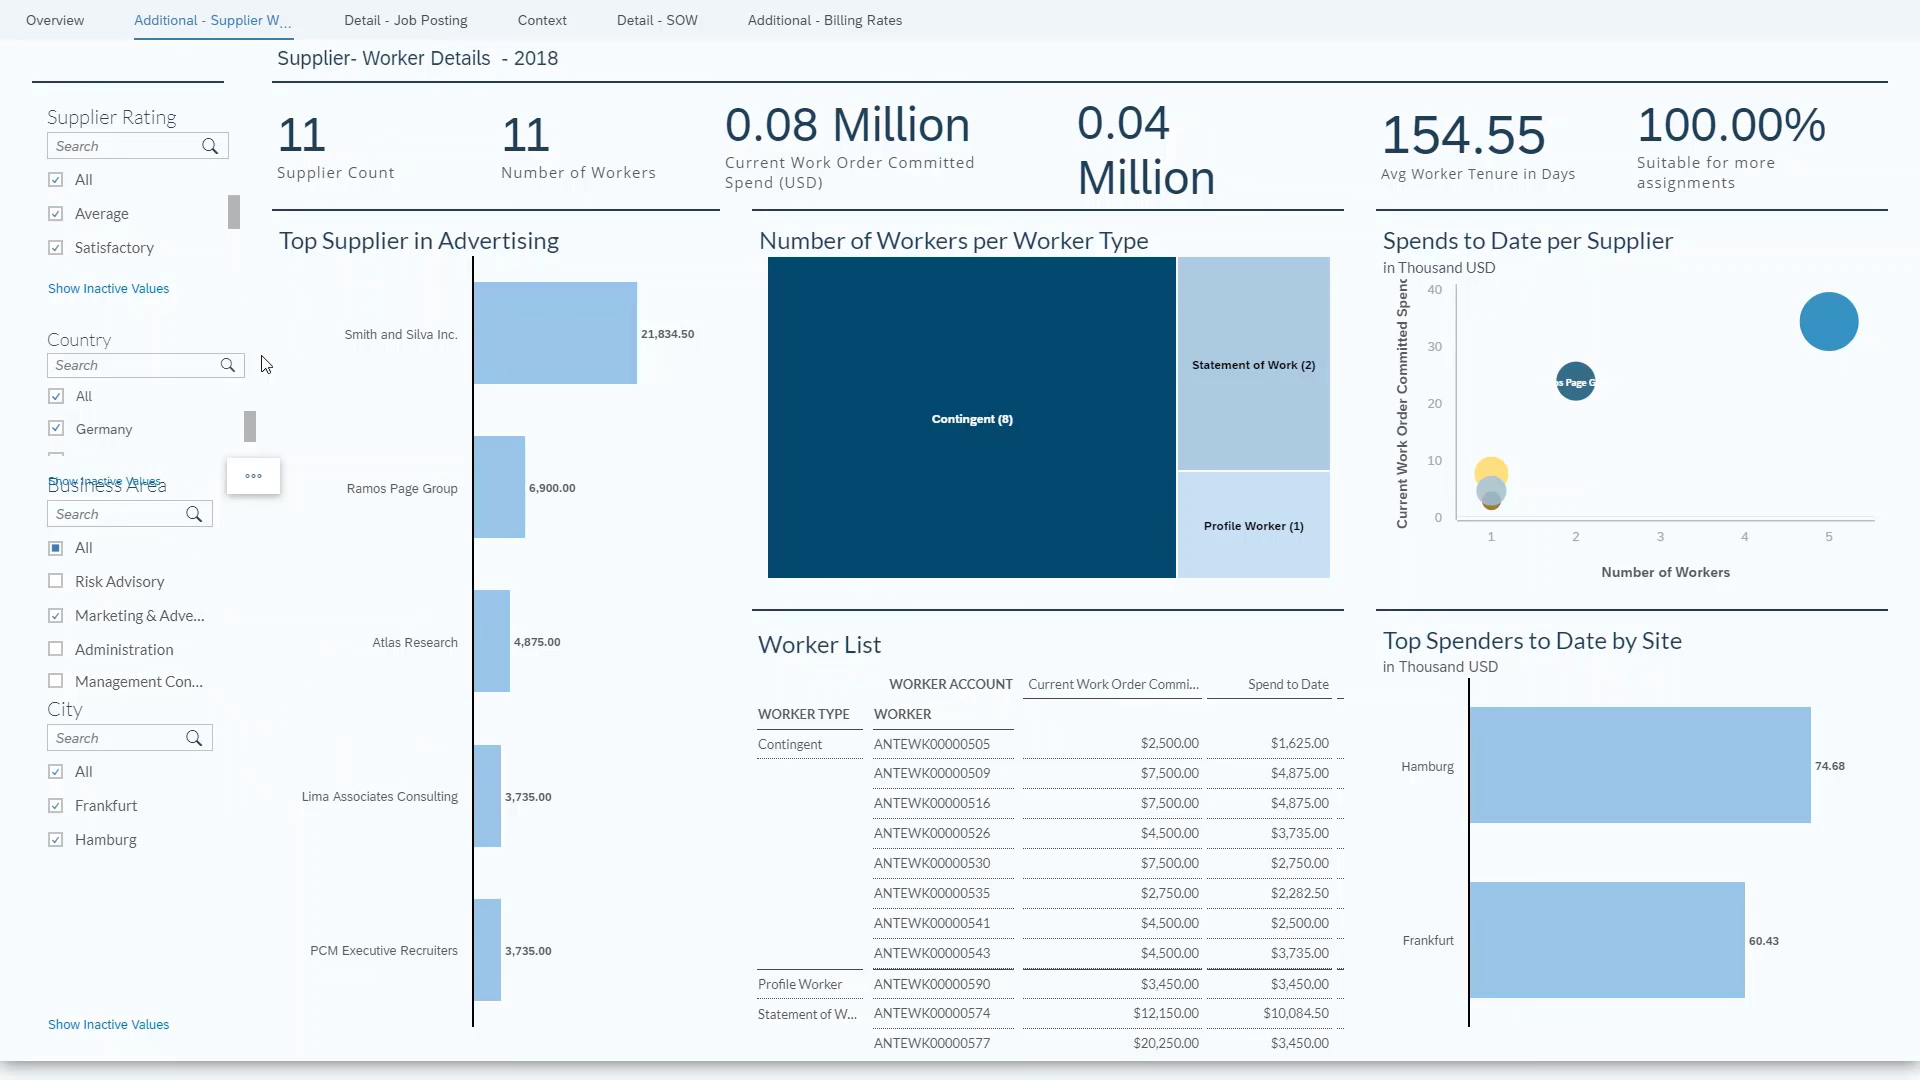 Overview
Additional - Supplier W...
Detail - Job Posting
Context
Detail - SOW
Additional - Billing Rates
Supplier- Worker Details - 2018
Supplier Rating
Search
All
Average
Satisfactory
Show Inactive Values
Country
Search
All
Germany
Show Inactive Values
Business Area
Search
All
Risk Advisory
Marketing & Adve...
Administration
Management Con...
City
Search
All
Frankfurt
Hamburg
Show Inactive Values
11
Supplier Count
11
Number of Workers
0.08 Million
Current Work Order Committed
Spend (USD)
0.04
Million
154.55
Avg Worker Tenure in Days
100.00%
Suitable for more
assignments
Top Supplier in Advertising
Smith and Silva Inc. 21,834.50
Ramos Page Group 6,900.00
Atlas Research 4,875.00
Lima Associates Consulting 3,735.00
PCM Executive Recruiters 3,735.00
Number of Workers per Worker Type
Contingent (8)
Statement of Work (2)
Profile Worker (1)
Spends to Date per Supplier
in Thousand USD
Current Work Order Committed Spend
40
30
20
10
0
os Page G
1 2 3 4 5
Number of Workers
Worker List
WORKER ACCOUNT Current Work Order Commi... Spend to Date
WORKER TYPE WORKER
Contingent ANTEWK00000505 $2,500.00 $1,625.00
ANTEWK00000509 $7,500.00 $4,875.00
ANTEWK00000516 $7,500.00 $4,875.00
ANTEWK00000526 $4,500.00 $3,735.00
ANTEWK00000530 $7,500.00 $2,750.00
ANTEWK00000535 $2,750.00 $2,282.50
ANTEWK00000541 $4,500.00 $2,500.00
ANTEWK00000543 $4,500.00 $3,735.00
Profile Worker ANTEWK00000590 $3,450.00 $3,450.00
Statement of W... ANTEWK00000574 $12,150.00 $10,084.50
ANTEWK00000577 $20,250.00 $3,450.00
Top Spenders to Date by Site
in Thousand USD
Hamburg 74.68
Frankfurt 60.43